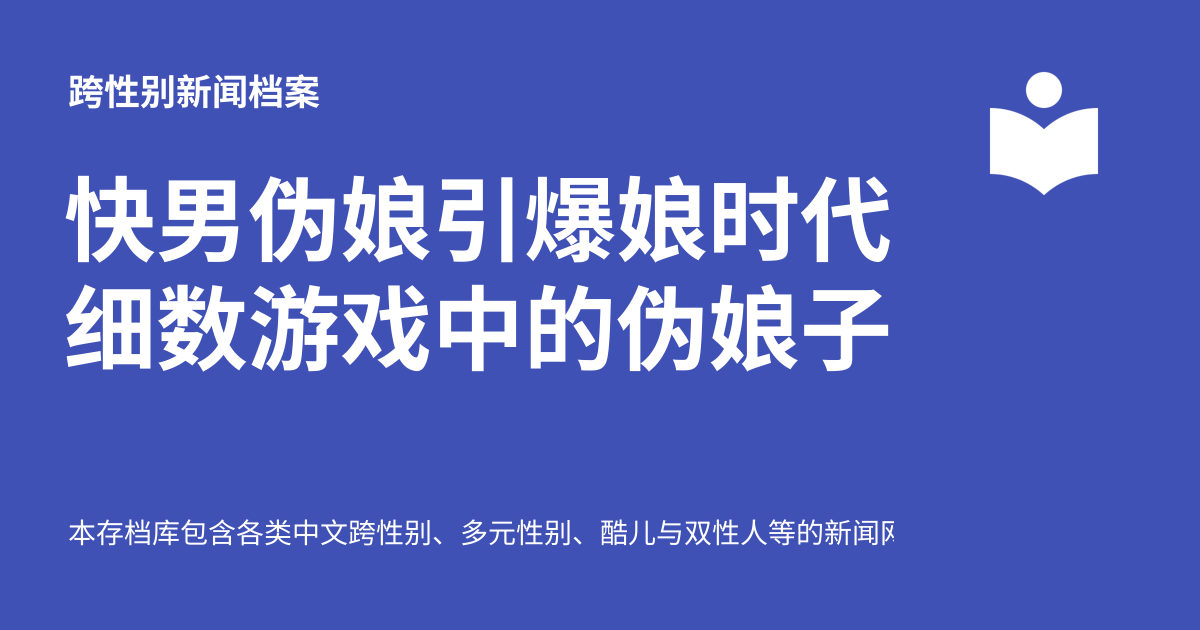 跨性别新闻档案
快男伪娘引爆娘时代
细数游戏中的伪娘子
本存档库包含各类中文跨性别、多元性别、酷儿与双性人等的新闻网